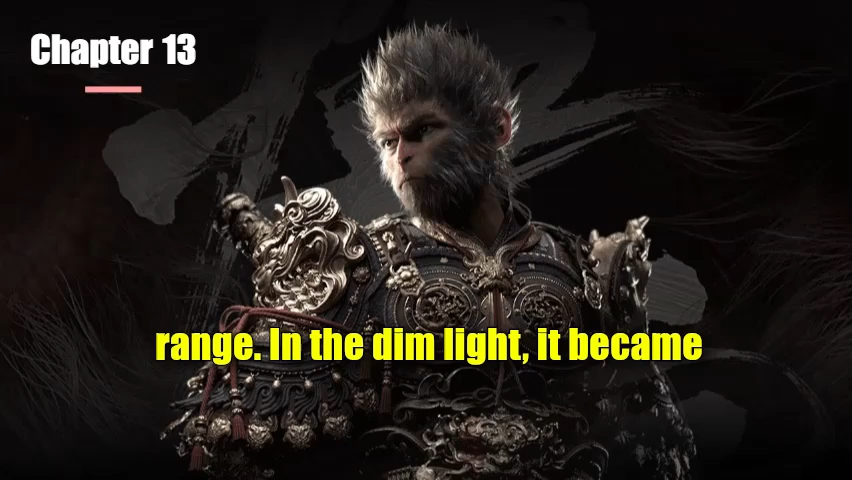 Chapter 13
range. In the dim light, it became